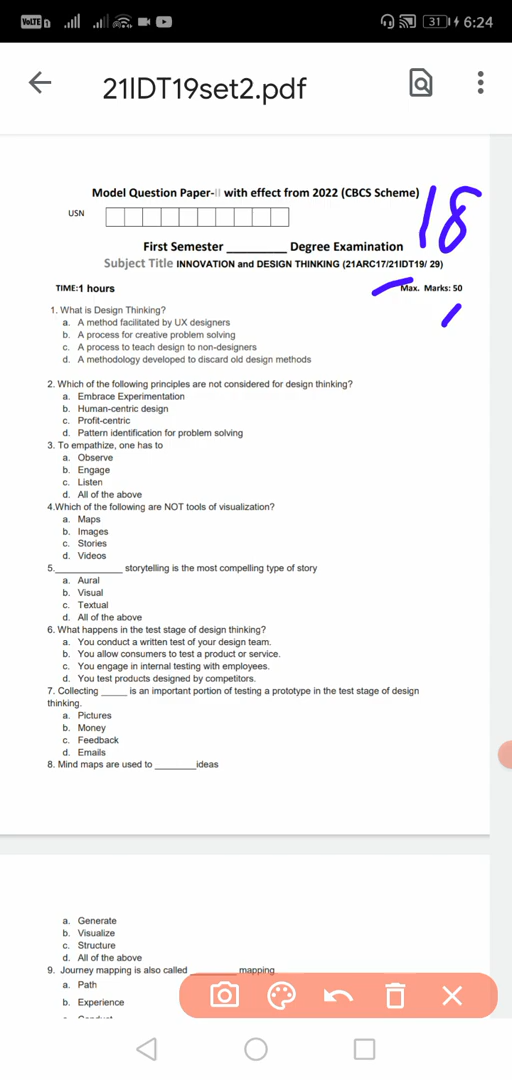 VoLTE D 31 6:24
21IDT19set2.pdf
Model Question Paper-II with effect from 2022 (CBCS Scheme)
18
USN
First Semester ________ Degree Examination
Subject Title INNOVATION and DESIGN THINKING (21ARC17/21IDT19/ 29)
TIME:1 hours Max. Marks: 50
1. What is Design Thinking?
a. A method facilitated by UX designers
b. A process for creative problem solving
c. A process to teach design to non-designers
d. A methodology developed to discard old design methods
2. Which of the following principles are not considered for design thinking?
a. Embrace Experimentation
b. Human-centric design
c. Profit-centric
d. Pattern identification for problem solving
3. To empathize, one has to
a. Observe
b. Engage
c. Listen
d. All of the above
4.Which of the following are NOT tools of visualization?
a. Maps
b. Images
c. Stories
d. Videos
5.____________ storytelling is the most compelling type of story
a. Aural
b. Visual
c. Textual
d. All of the above
6. What happens in the test stage of design thinking?
a. You conduct a written test of your design team.
b. You allow consumers to test a product or service.
c. You engage in internal testing with employees.
d. You test products designed by competitors.
7. Collecting _____ is an important portion of testing a prototype in the test stage of design
thinking.
a. Pictures
b. Money
c. Feedback
d. Emails
8. Mind maps are used to ________ideas
a. Generate
b. Visualize
c. Structure
d. All of the above
9. Journey mapping is also called _________ mapping
a. Path
b. Experience